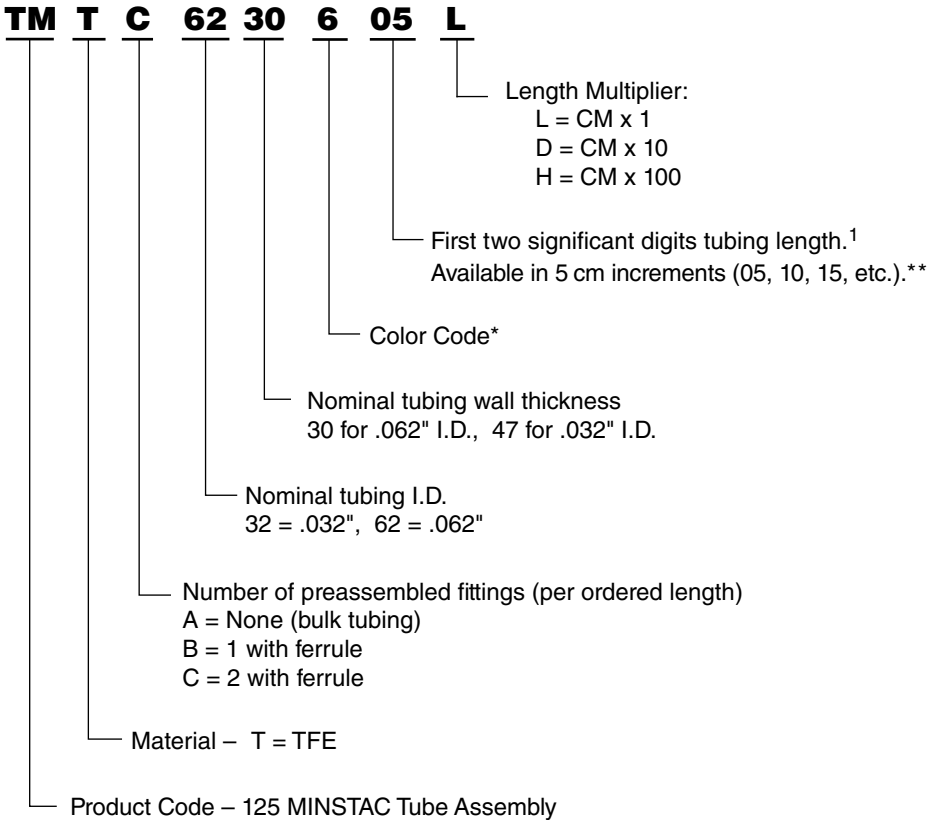 TM T C 62 30 6 05 L
Length Multiplier:
L = CM x 1
D = CM x 10
H = CM x 100
First two significant digits tubing length.1
Available in 5 cm increments (05, 10, 15, etc.).**
Color Code*
Nominal tubing wall thickness
30 for .062" I.D., 47 for .032" I.D.
Nominal tubing I.D.
32 = .032", 62 = .062"
Number of preassembled fittings (per ordered length)
A = None (bulk tubing)
B = 1 with ferrule
C = 2 with ferrule
Material – T = TFE
Product Code – 125 MINSTAC Tube Assembly